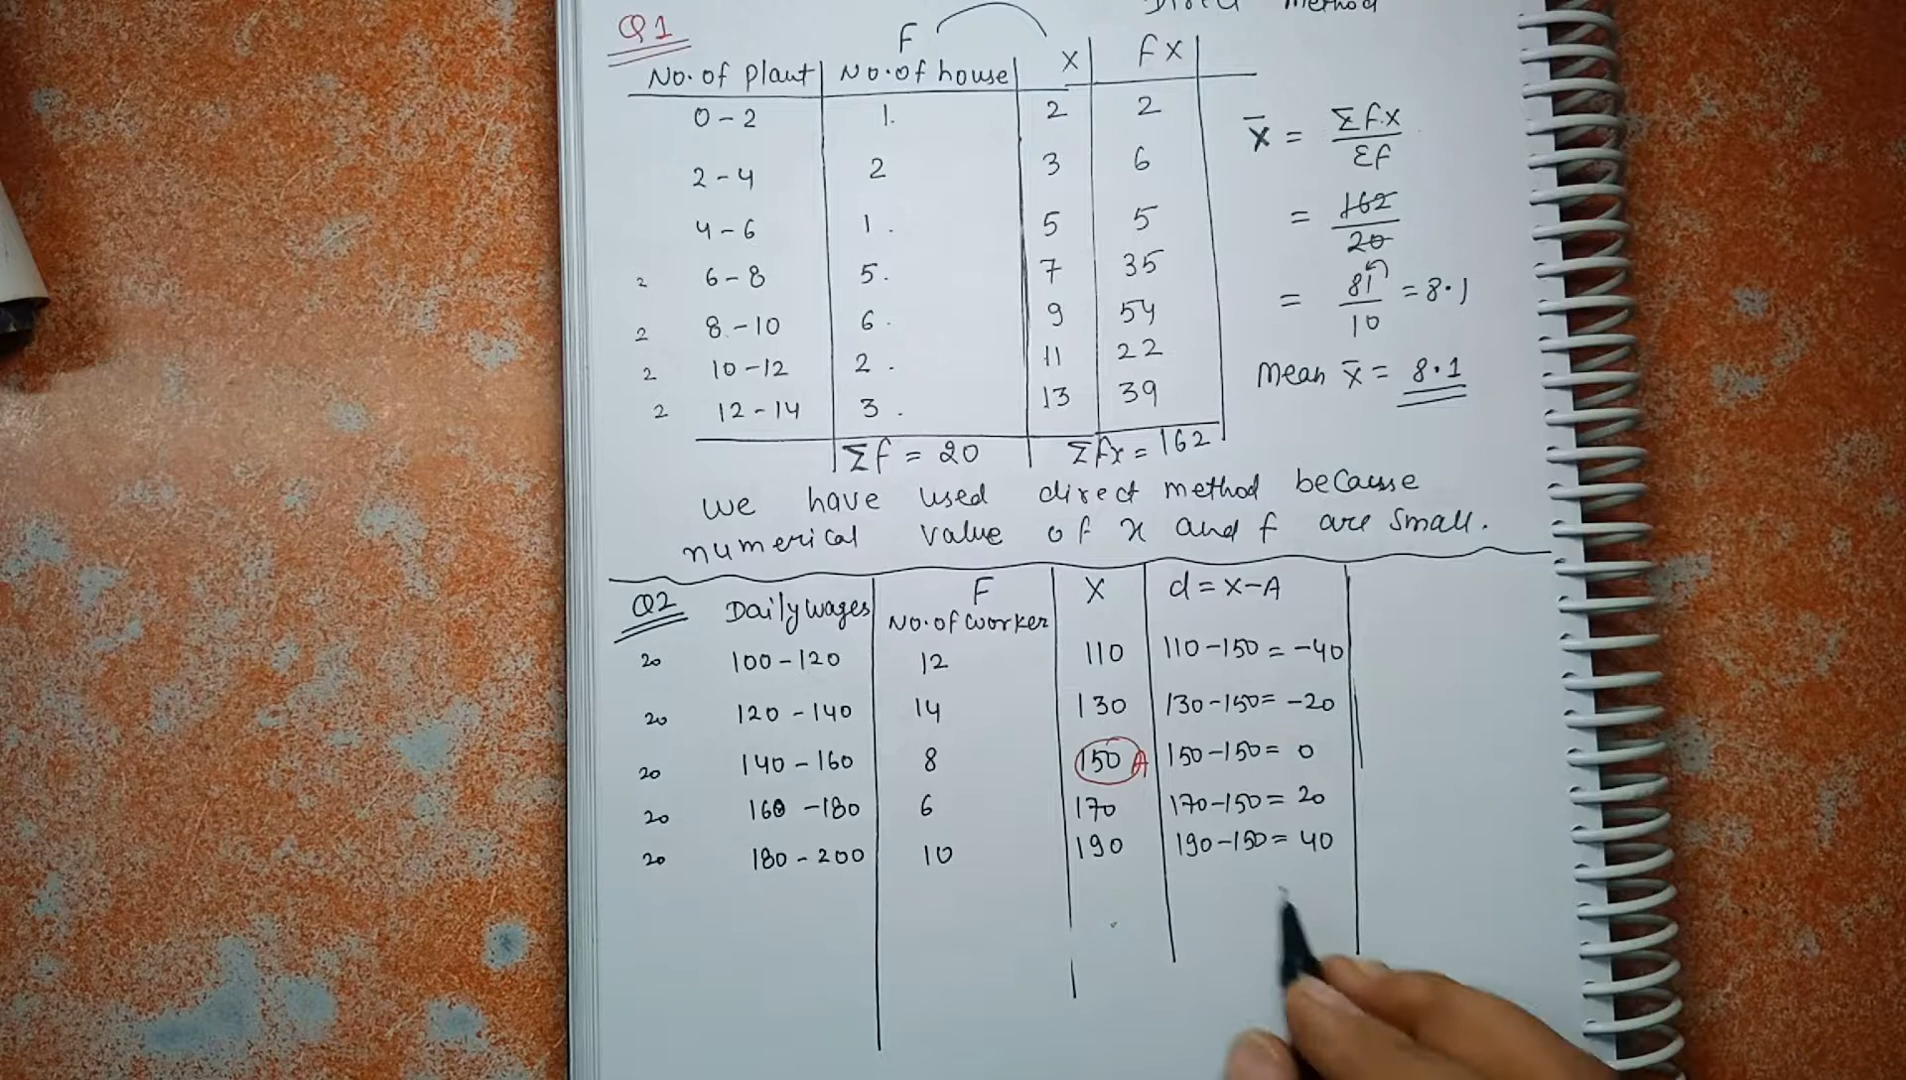 Direct Method
Q1
F
No. of plant No. of house X fX
0-2 1. 2 2
2-4 2 3 6
4-6 1. 5 5
2 6-8 5. 7 35
2 8-10 6. 9 54
2 10-12 2. 11 22
2 12-14 3. 13 39
Σf = 20 Σfx = 162
x̄ = Σf.x / Σf
= 162 / 20
= 81 / 10 = 8.1
Mean x̄ = 8.1
We have used direct method because
numerical value of x and f are small.
Q2 Daily wages F No. of worker X d = x-A
20 100-120 12 110 110-150 = -40
20 120-140 14 130 130-150 = -20
20 140-160 8 150 A 150-150 = 0
20 160-180 6 170 170-150 = 20
20 180-200 10 190 190-150 = 40